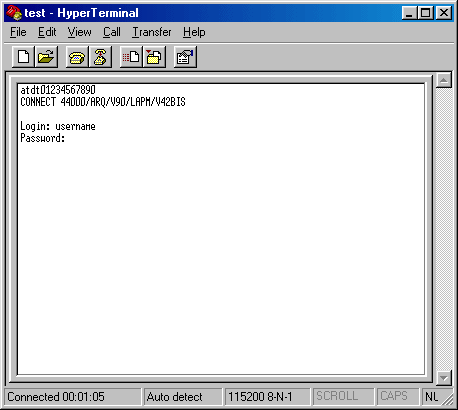 test - HyperTerminal
File Edit View Call Transfer Help
atdt01234567890
CONNECT 44000/ARQ/V90/LAPM/V42BIS
Login: username
Password:
Connected 00:01:05 Auto detect 115200 8-N-1 SCROLL CAPS NU